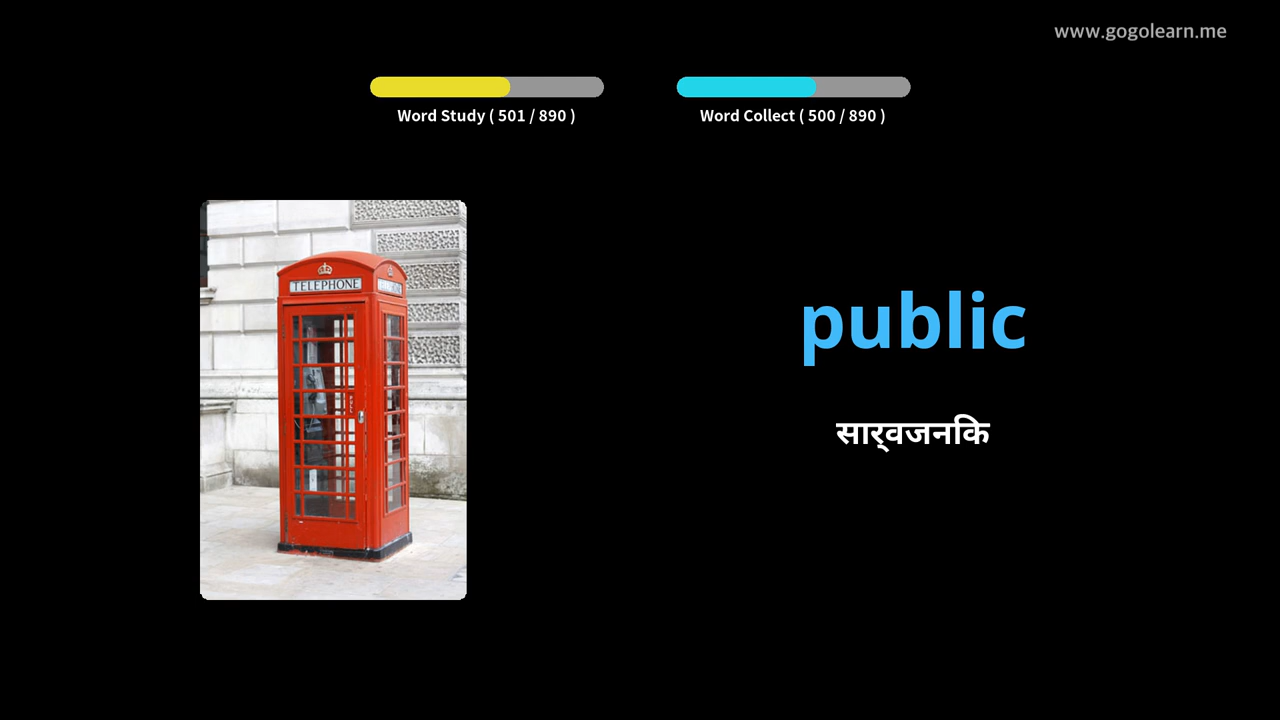 www.gogolearn.me
Word Study ( 501 / 890 )
Word Collect ( 500 / 890 )
TELEPHONE
public
सार्वजनकि